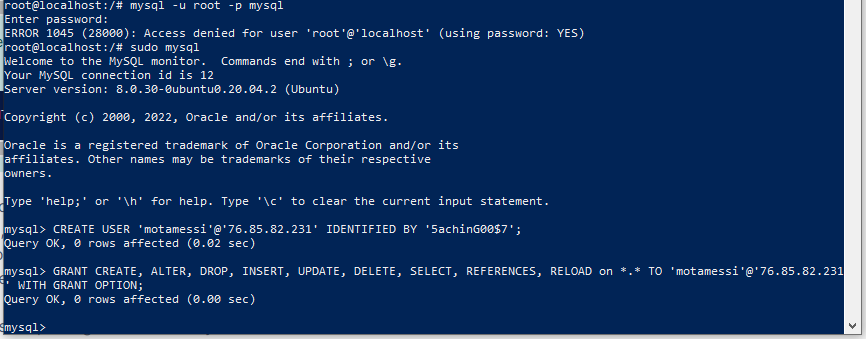 root@localhost:/# mysql -u root -p mysql
Enter password:
ERROR 1045 (28000): Access denied for user 'root'@'localhost' (using password: YES)
root@localhost:/# sudo mysql
Welcome to the MySQL monitor.  Commands end with ; or \g.
Your MySQL connection id is 12
Server version: 8.0.30-0ubuntu0.20.04.2 (Ubuntu)

Copyright (c) 2000, 2022, Oracle and/or its affiliates.

Oracle is a registered trademark of Oracle Corporation and/or its
affiliates. Other names may be trademarks of their respective
owners.

Type 'help;' or '\h' for help. Type '\c' to clear the current input statement.

mysql> CREATE USER 'motamessi'@'76.85.82.231' IDENTIFIED BY '5achinG00$7';
Query OK, 0 rows affected (0.02 sec)

mysql> GRANT CREATE, ALTER, DROP, INSERT, UPDATE, DELETE, SELECT, REFERENCES, RELOAD on *.* TO 'motamessi'@'76.85.82.231
' WITH GRANT OPTION;
Query OK, 0 rows affected (0.00 sec)

mysql>